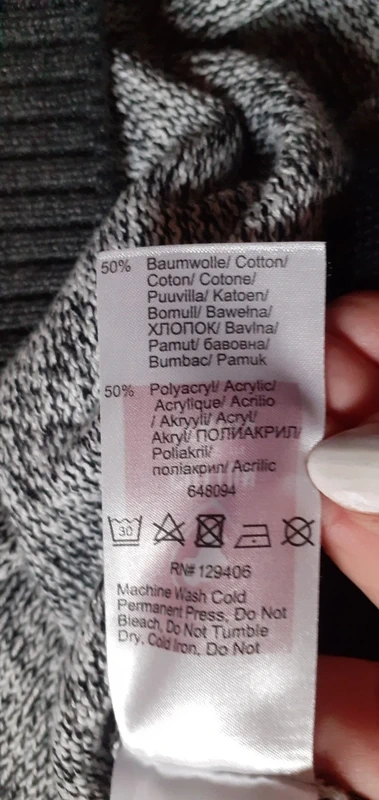 50% Baumwolle/ Cotton/
Coton/ Cotone/
Puuvilla/ Katoen/
Bomull/ Bawełna/
ХЛОПОК/ Bavlna/
Pamut/ бавовна/
Bumbac/ Pamuk
50% Polyacryl/ Acrylic/
Acrylique/ Acrilio
/ Akryyli/ Acryl/
Akryl/ ПОЛИАКРИЛ/
Poliakril/
поліакрил/ Acrilic
648094
30
RN# 129406
Machine Wash Cold
Permanent Press, Do Not
Bleach, Do Not Tumble
Dry, Cold Iron, Do Not